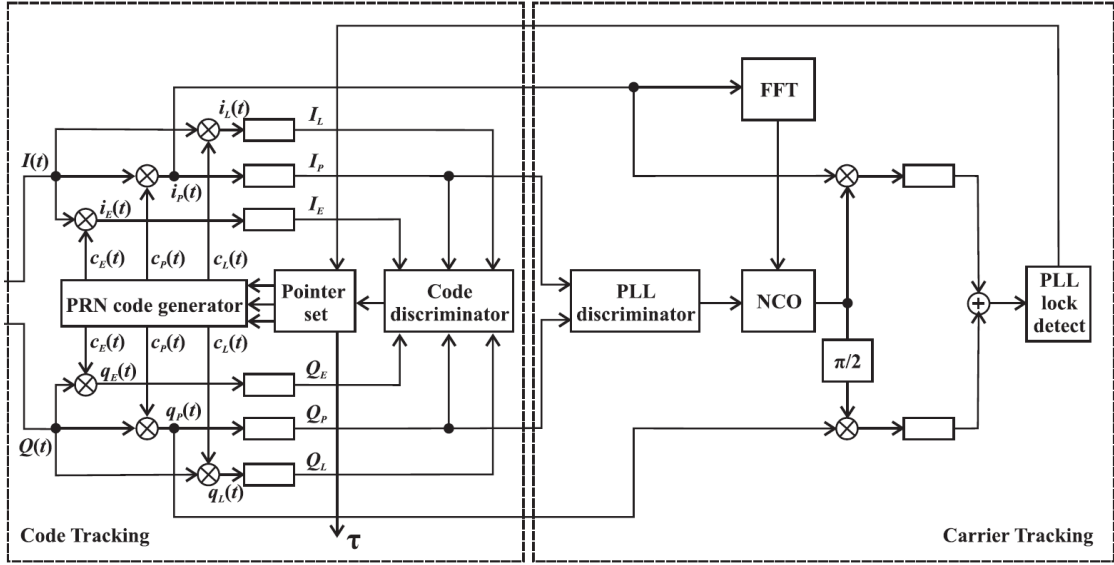 i_L(t)
I_L
FFT
I(t)
I_P
i_P(t)
i_E(t)
I_E
c_E(t)
c_P(t)
c_L(t)
PRN code generator
Pointer
set
Code
discriminator
PLL
discriminator
NCO
+
PLL
lock
detect
c_E(t)
c_P(t)
c_L(t)
π/2
q_E(t)
Q_E
q_P(t)
Q_P
Q(t)
Q_L
q_L(t)
Code Tracking
τ
Carrier Tracking